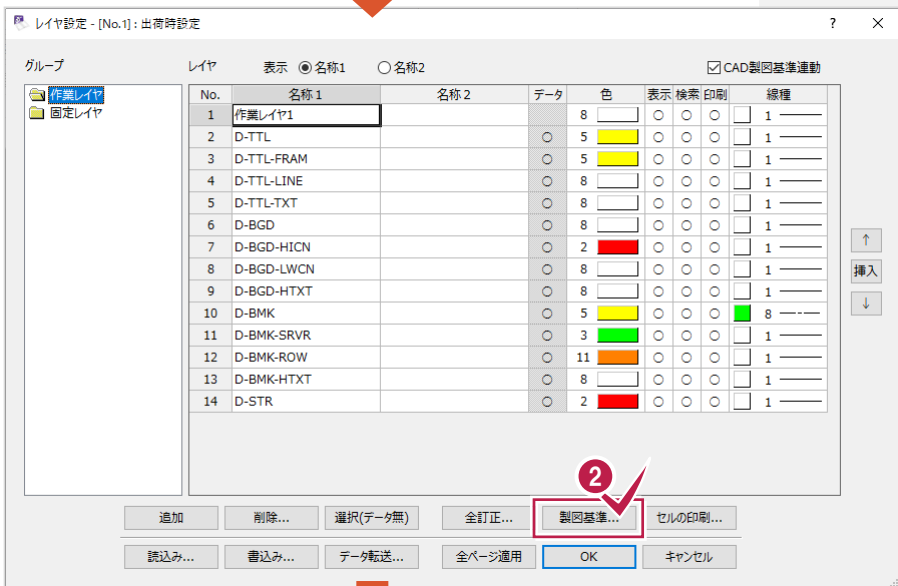 レイヤ設定 - [No.1] : 出荷時設定 ? ×
グループ レイヤ 表示 名称1 名称2 CAD製図基準連動
作業レイヤ
固定レイヤ
No. 名称 1 名称 2 データ 色 表示 検索 印刷 線種
1 作業レイヤ1 8 ○ ○ ○ 1
2 D-TTL ○ 5 ○ ○ ○ 1
3 D-TTL-FRAM ○ 5 ○ ○ ○ 1
4 D-TTL-LINE ○ 8 ○ ○ ○ 1
5 D-TTL-TXT ○ 8 ○ ○ ○ 1
6 D-BGD ○ 8 ○ ○ ○ 1
7 D-BGD-HICN ○ 2 ○ ○ ○ 1
8 D-BGD-LWCN ○ 8 ○ ○ ○ 1
9 D-BGD-HTXT ○ 8 ○ ○ ○ 1
10 D-BMK ○ 5 ○ ○ ○ 8
11 D-BMK-SRVR ○ 3 ○ ○ ○ 1
12 D-BMK-ROW ○ 11 ○ ○ ○ 1
13 D-BMK-HTXT ○ 8 ○ ○ ○ 1
14 D-STR ○ 2 ○ ○ ○ 1
↑
挿入
↓
2
追加 削除... 選択(データ無) 全訂正... 製図基準... セルの印刷...
読込み... 書込み... データ転送... 全ページ適用 OK キャンセル